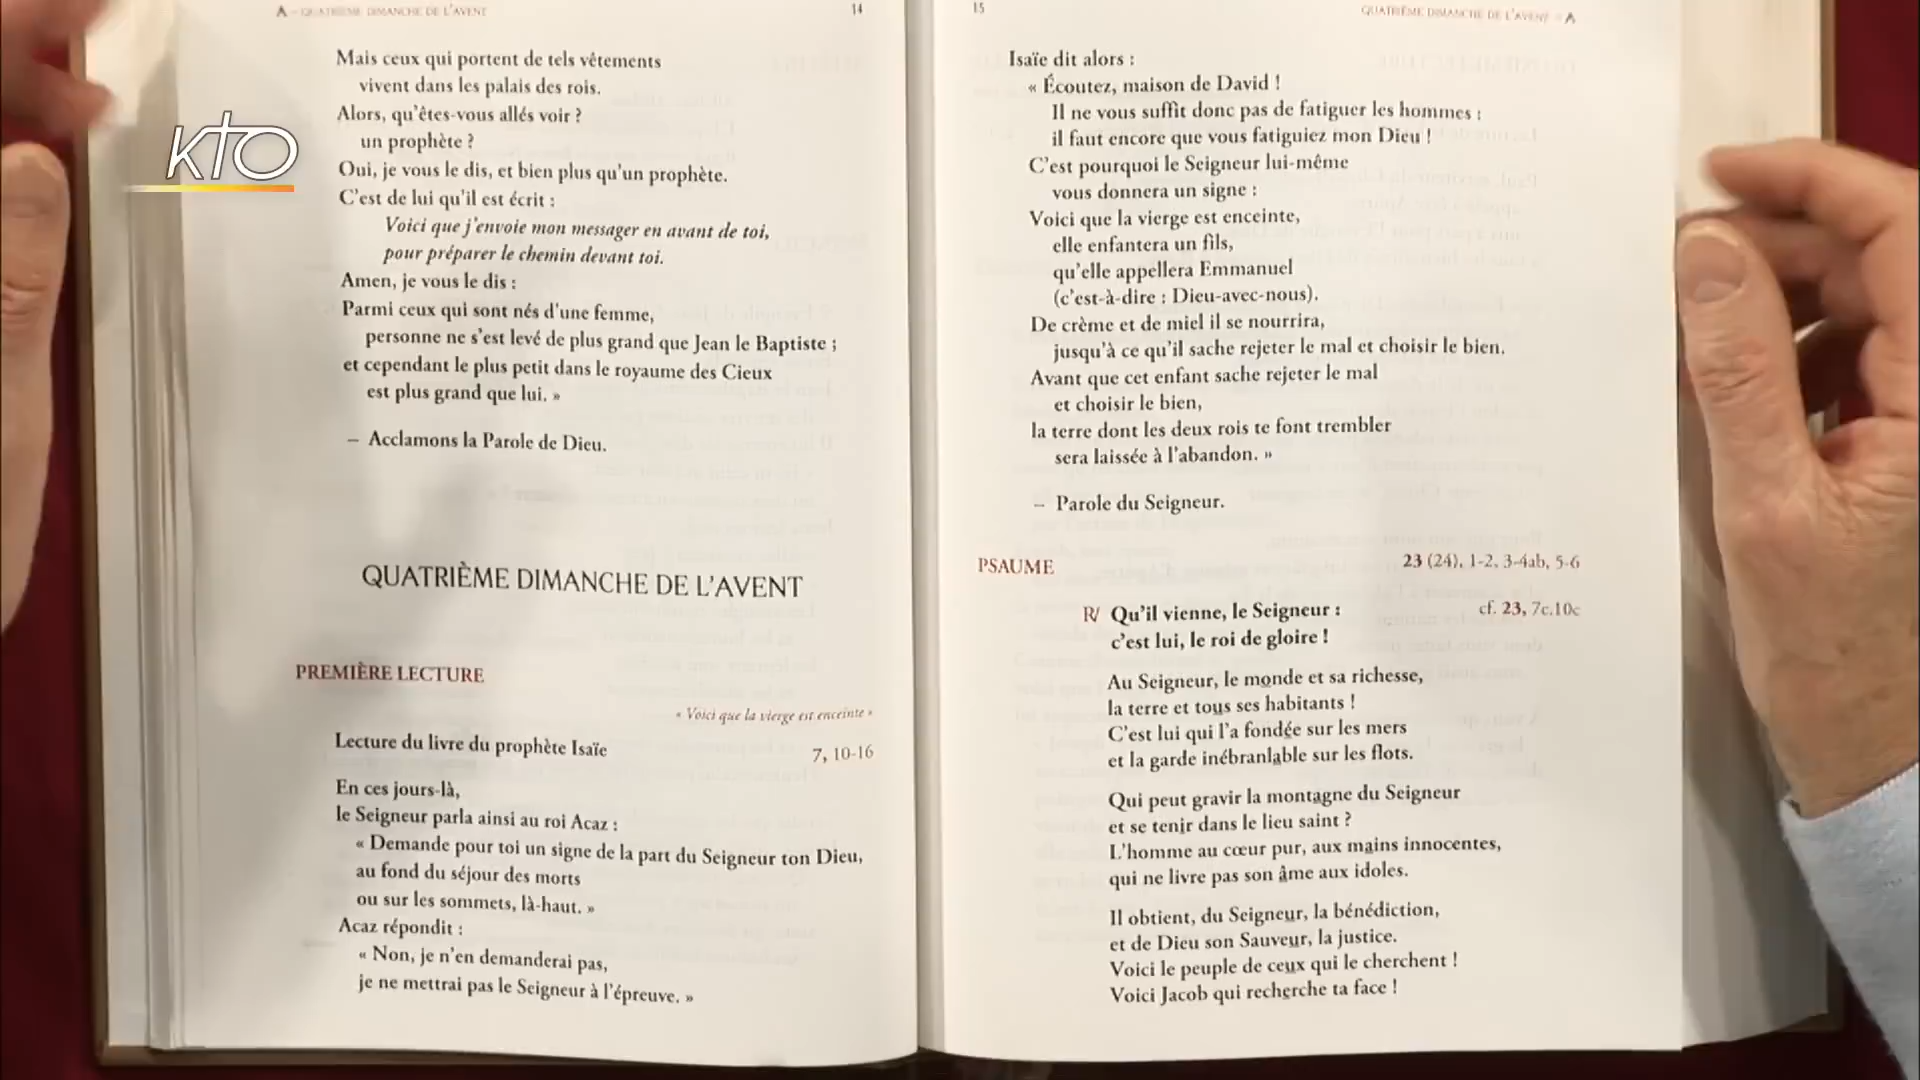 A – QUATRIÈME DIMANCHE DE L'AVENT
14
Mais ceux qui portent de tels vêtements
vivent dans les palais des rois.
Alors, qu'êtes-vous allés voir ?
un prophète ?
Oui, je vous le dis, et bien plus qu'un prophète.
C'est de lui qu'il est écrit :
Voici que j'envoie mon messager en avant de toi,
pour préparer le chemin devant toi.
Amen, je vous le dis :
Parmi ceux qui sont nés d'une femme,
personne ne s'est levé de plus grand que Jean le Baptiste ;
et cependant le plus petit dans le royaume des Cieux
est plus grand que lui. »
– Acclamons la Parole de Dieu.
QUATRIÈME DIMANCHE DE L'AVENT
PREMIÈRE LECTURE
« Voici que la vierge est enceinte »
Lecture du livre du prophète Isaïe 7, 10-16
En ces jours-là,
le Seigneur parla ainsi au roi Acaz :
« Demande pour toi un signe de la part du Seigneur ton Dieu,
au fond du séjour des morts
ou sur les sommets, là-haut. »
Acaz répondit :
« Non, je n'en demanderai pas,
je ne mettrai pas le Seigneur à l'épreuve. »
15
QUATRIÈME DIMANCHE DE L'AVENT – A
Isaïe dit alors :
« Écoutez, maison de David !
Il ne vous suffit donc pas de fatiguer les hommes :
il faut encore que vous fatiguiez mon Dieu !
C'est pourquoi le Seigneur lui-même
vous donnera un signe :
Voici que la vierge est enceinte,
elle enfantera un fils,
qu'elle appellera Emmanuel
(c'est-à-dire : Dieu-avec-nous).
De crème et de miel il se nourrira,
jusqu'à ce qu'il sache rejeter le mal et choisir le bien.
Avant que cet enfant sache rejeter le mal
et choisir le bien,
la terre dont les deux rois te font trembler
sera laissée à l'abandon. »
– Parole du Seigneur.
PSAUME 23 (24), 1-2, 3-4ab, 5-6
R/ Qu'il vienne, le Seigneur : cf. 23, 7c.10c
c'est lui, le roi de gloire !
Au Seigneur, le monde et sa richesse,
la terre et tous ses habitants !
C'est lui qui l'a fondée sur les mers
et la garde inébranlable sur les flots.
Qui peut gravir la montagne du Seigneur
et se tenir dans le lieu saint ?
L'homme au cœur pur, aux mains innocentes,
qui ne livre pas son âme aux idoles.
Il obtient, du Seigneur, la bénédiction,
et de Dieu son Sauveur, la justice.
Voici le peuple de ceux qui le cherchent !
Voici Jacob qui recherche ta face !
KTO